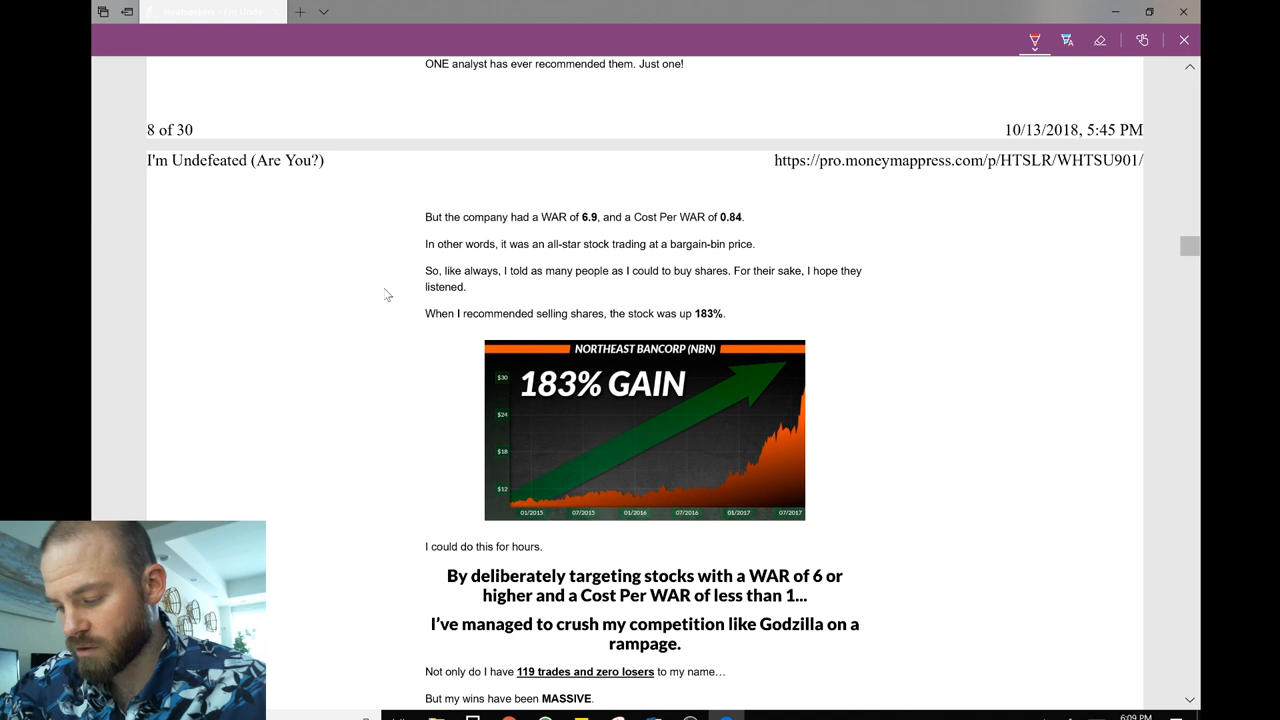 ONE analyst has ever recommended them. Just one!
8 of 30
10/13/2018, 5:45 PM
I'm Undefeated (Are You?)
https://pro.moneymappress.com/p/HTSLR/WHTSU901/
But the company had a WAR of 6.9, and a Cost Per WAR of 0.84.
In other words, it was an all-star stock trading at a bargain-bin price.
So, like always, I told as many people as I could to buy shares. For their sake, I hope they
listened.
When I recommended selling shares, the stock was up 183%.
NORTHEAST BANCORP (NBN)
183% GAIN
$30
$24
$18
$12
01/2015 07/2015 01/2016 07/2016 01/2017 07/2017
I could do this for hours.
By deliberately targeting stocks with a WAR of 6 or
higher and a Cost Per WAR of less than 1...
I've managed to crush my competition like Godzilla on a
rampage.
Not only do I have 119 trades and zero losers to my name…
But my wins have been MASSIVE.
6:09 PM